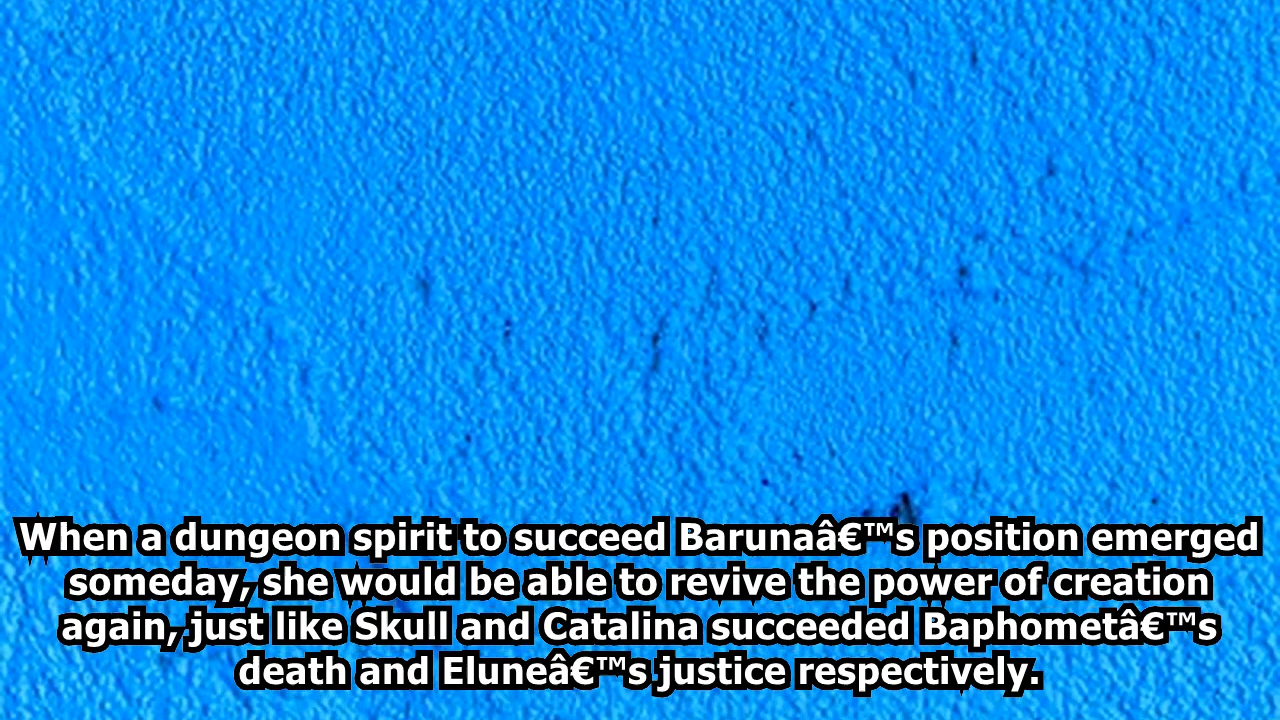 When a dungeon spirit to succeed Barunaâ€™s position emerged
someday, she would be able to revive the power of creation
again, just like Skull and Catalina succeeded Baphometâ€™s
death and Eluneâ€™s justice respectively.